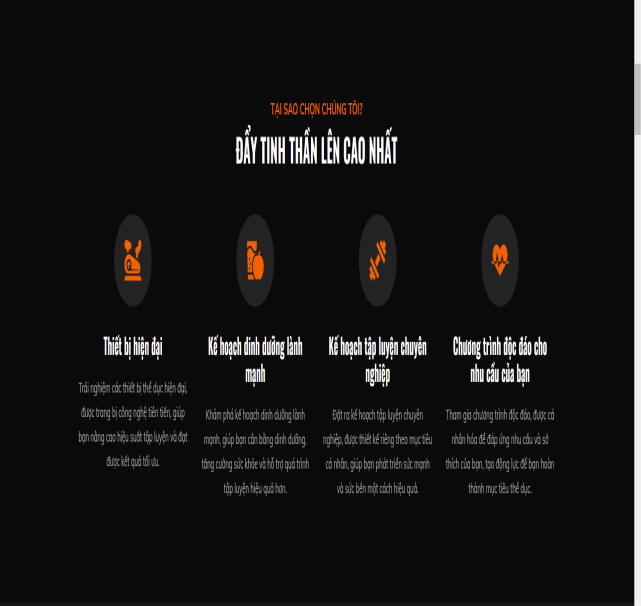 TẠI SAO CHỌN CHÚNG TÔI?
ĐẨY TINH THẦN LÊN CAO NHẤT
Thiết bị hiện đại
Trải nghiệm các thiết bị thể dục hiện đại,
được trang bị công nghệ tiên tiến, giúp
bạn nâng cao hiệu suất tập luyện và đạt
được kết quả tối ưu.
Kế hoạch dinh dưỡng lành
mạnh
Khám phá kế hoạch dinh dưỡng lành
mạnh, giúp bạn cân bằng dinh dưỡng,
tăng cường sức khỏe và hỗ trợ quá trình
tập luyện hiệu quả hơn.
Kế hoạch tập luyện chuyên
nghiệp
Đặt ra kế hoạch tập luyện chuyên
nghiệp, được thiết kế riêng theo mục tiêu
cá nhân, giúp bạn phát triển sức mạnh
và sức bền một cách hiệu quả.
Chương trình độc đáo cho
nhu cầu của bạn
Tham gia chương trình độc đáo, được cá
nhân hóa để đáp ứng nhu cầu và sở
thích của bạn, tạo động lực để bạn hoàn
thành mục tiêu thể dục.